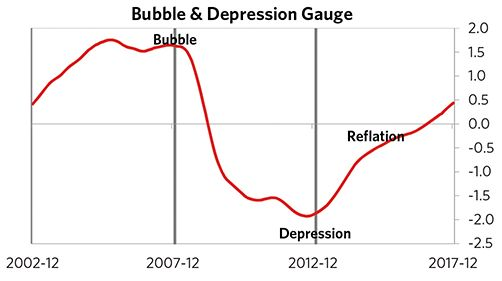 Bubble & Depression Gauge
2.0
Bubble
1.5
1.0
0.5
0.0
Reflation
-0.5
-1.0
-1.5
-2.0
Depression
-2.5
2002-12 2007-12 2012-12 2017-12